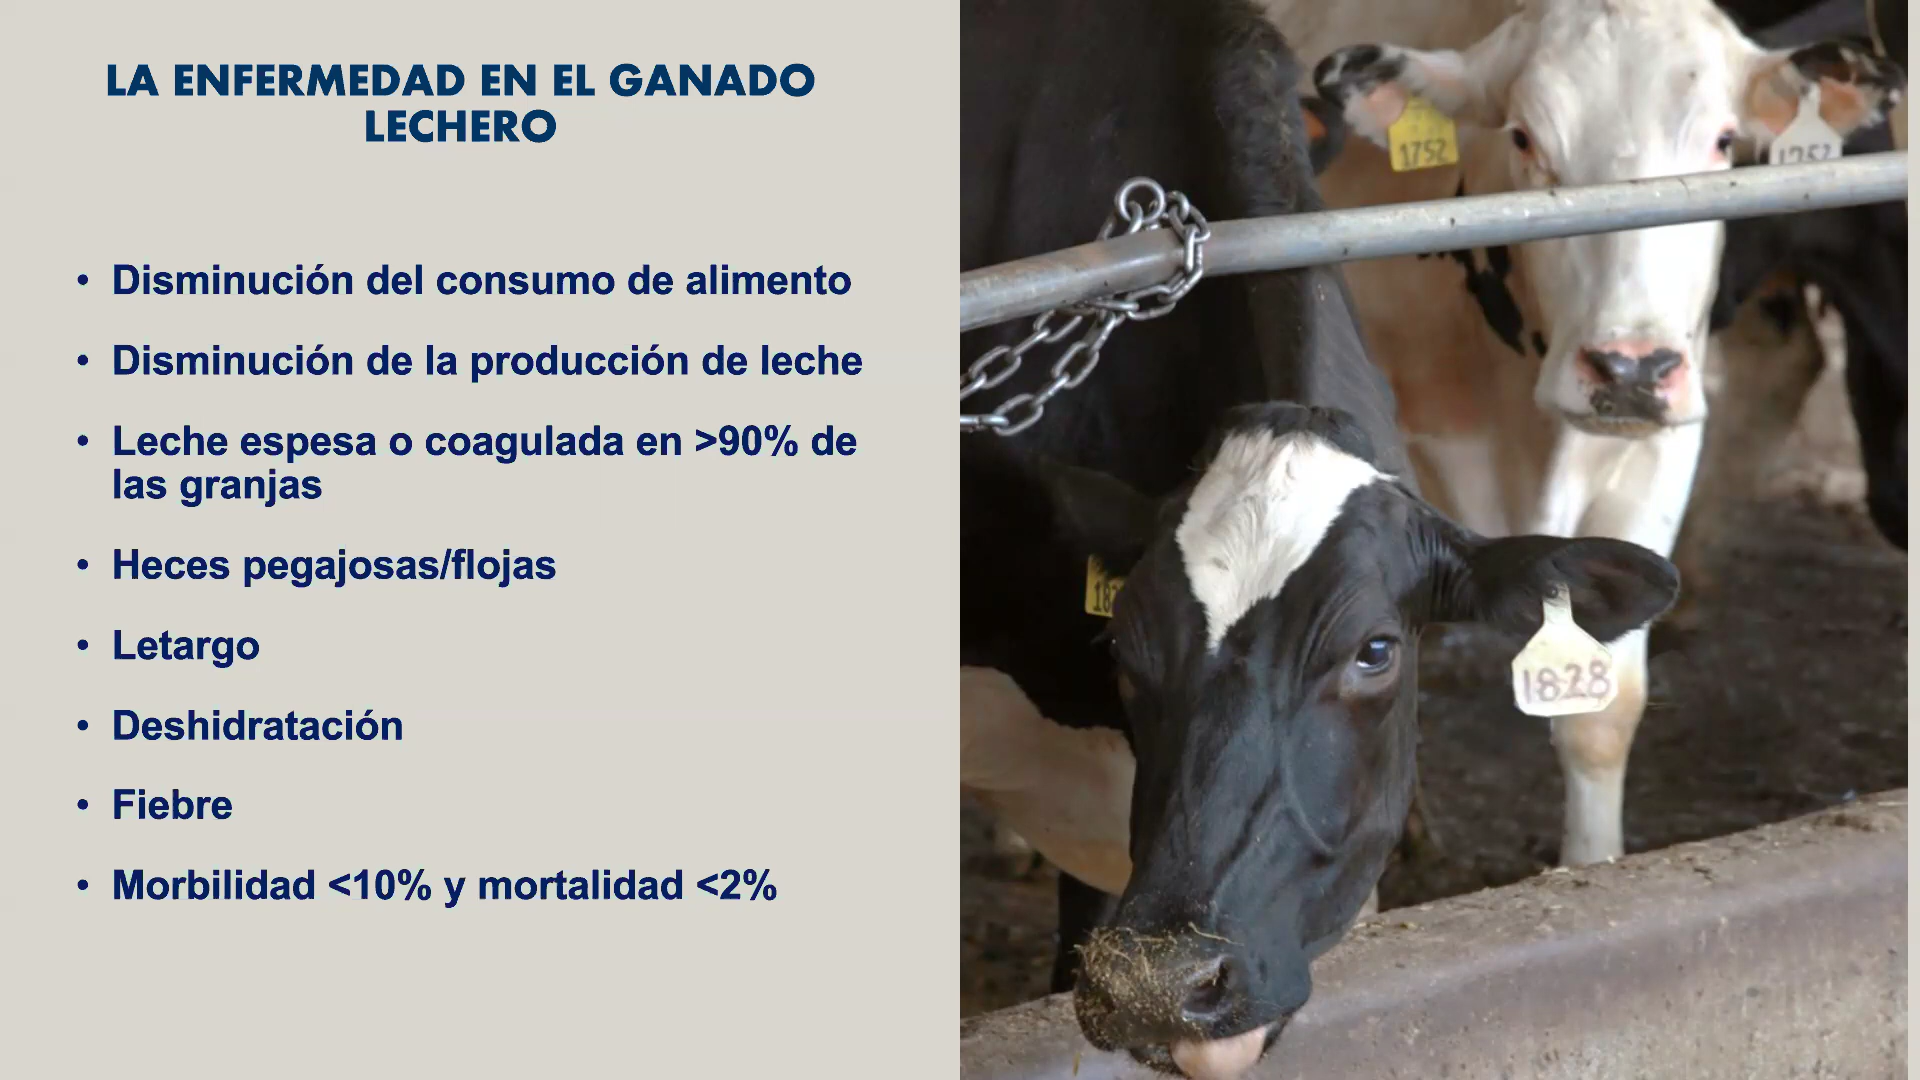 LA ENFERMEDAD EN EL GANADO
LECHERO
• Disminución del consumo de alimento
• Disminución de la producción de leche
• Leche espesa o coagulada en >90% de
las granjas
• Heces pegajosas/flojas
• Letargo
• Deshidratación
• Fiebre
• Morbilidad <10% y mortalidad <2%
1752
1828